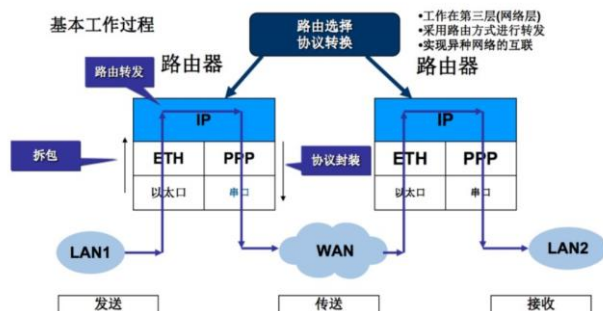 基本工作过程
路由选择
协议转换
•工作在第三层(网络层)
•采用路由方式进行转发
•实现异种网络的互联
路由转发
路由器
路由器
IP
IP
拆包
ETH
PPP
协议封装
ETH
PPP
以太口
串口
以太口
串口
LAN1
WAN
LAN2
发送
传送
接收